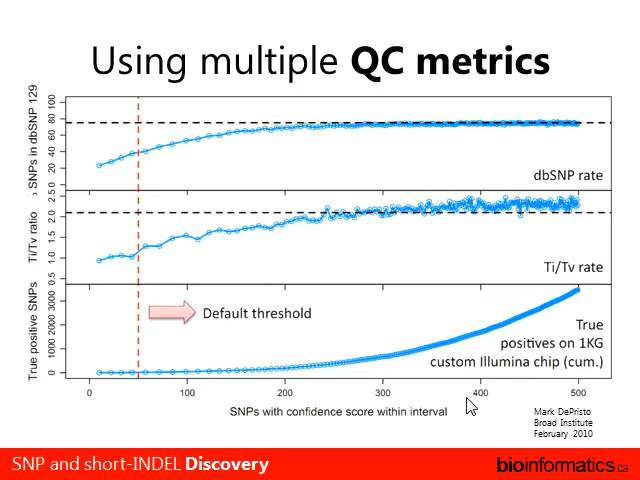 Using multiple QC metrics
SNPs in dbSNP 129
0 20 40 60 80 100
dbSNP rate
Ti/Tv ratio
0.5 1.0 1.5 2.0 2.5
Ti/Tv rate
True positive SNPs
0 1000 2000 3000
Default threshold
True
positives on 1KG
custom Illumina chip (cum.)
0 100 200 300 400 500
SNPs with confidence score within interval
Mark DePristo
Broad Institute
February 2010
SNP and short-INDEL Discovery
bioinformatics.ca